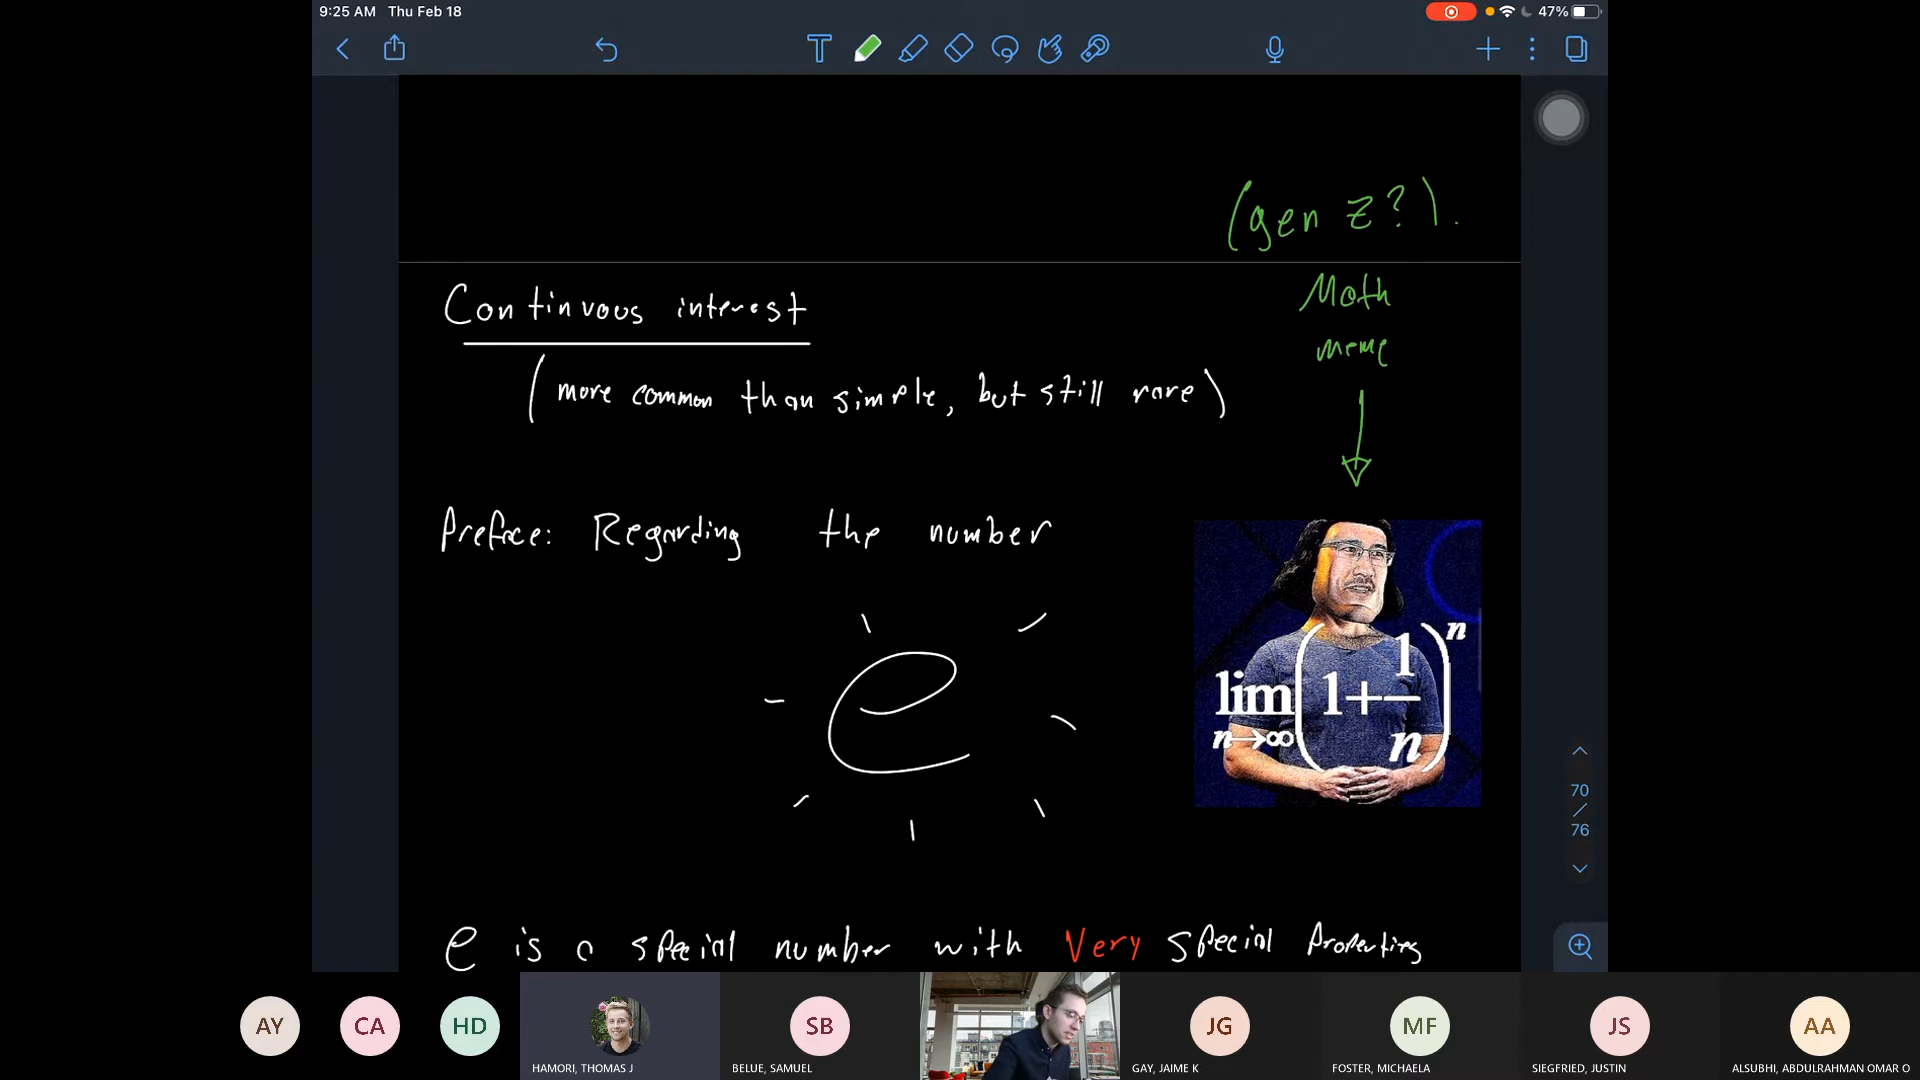 9:25 AM Thu Feb 18
47%
(gen z?).
Continuous interest
Math
meme
(more common than simple, but still rare)
Preface: Regarding the number
e
lim n→∞ (1+1/n)^n
70
/
76
e is a special number with Very special properties
AY
CA
HD
HAMORI, THOMAS J
SB
BELUE, SAMUEL
JG
GAY, JAIME K
MF
FOSTER, MICHAELA
JS
SIEGFRIED, JUSTIN
AA
ALSUBHI, ABDULRAHMAN OMAR O